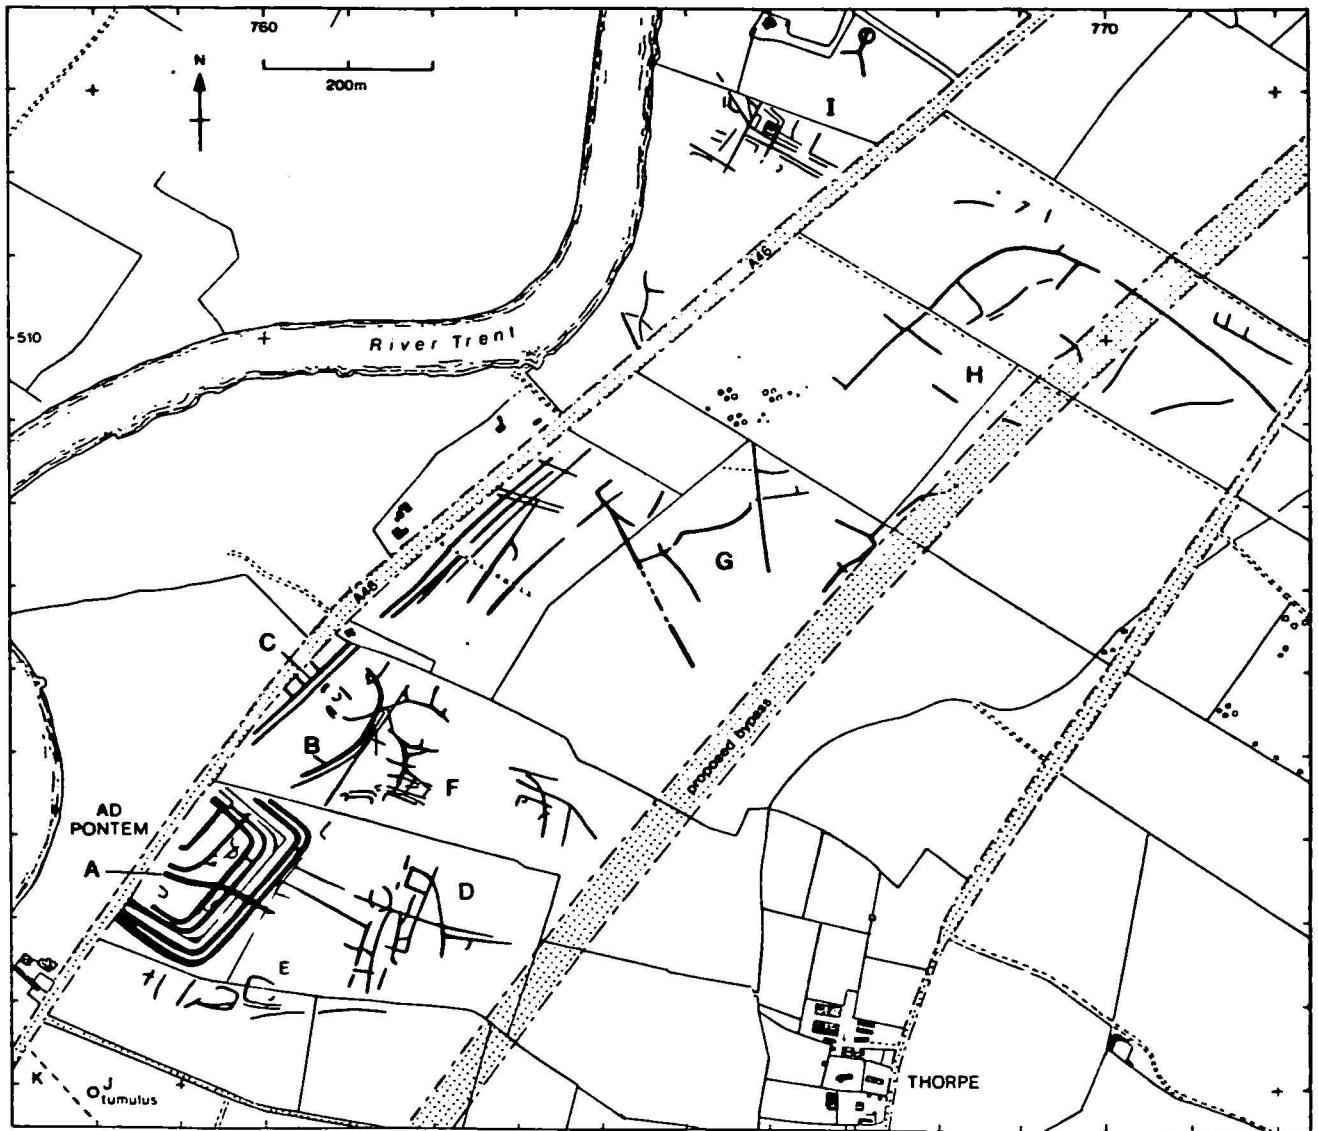 760
770
N
200m
I
A46
510
River Trent
H
G
A46
C
proposed bypass
B
F
AD
PONTEM
A
D
E
THORPE
K
J
tumulus